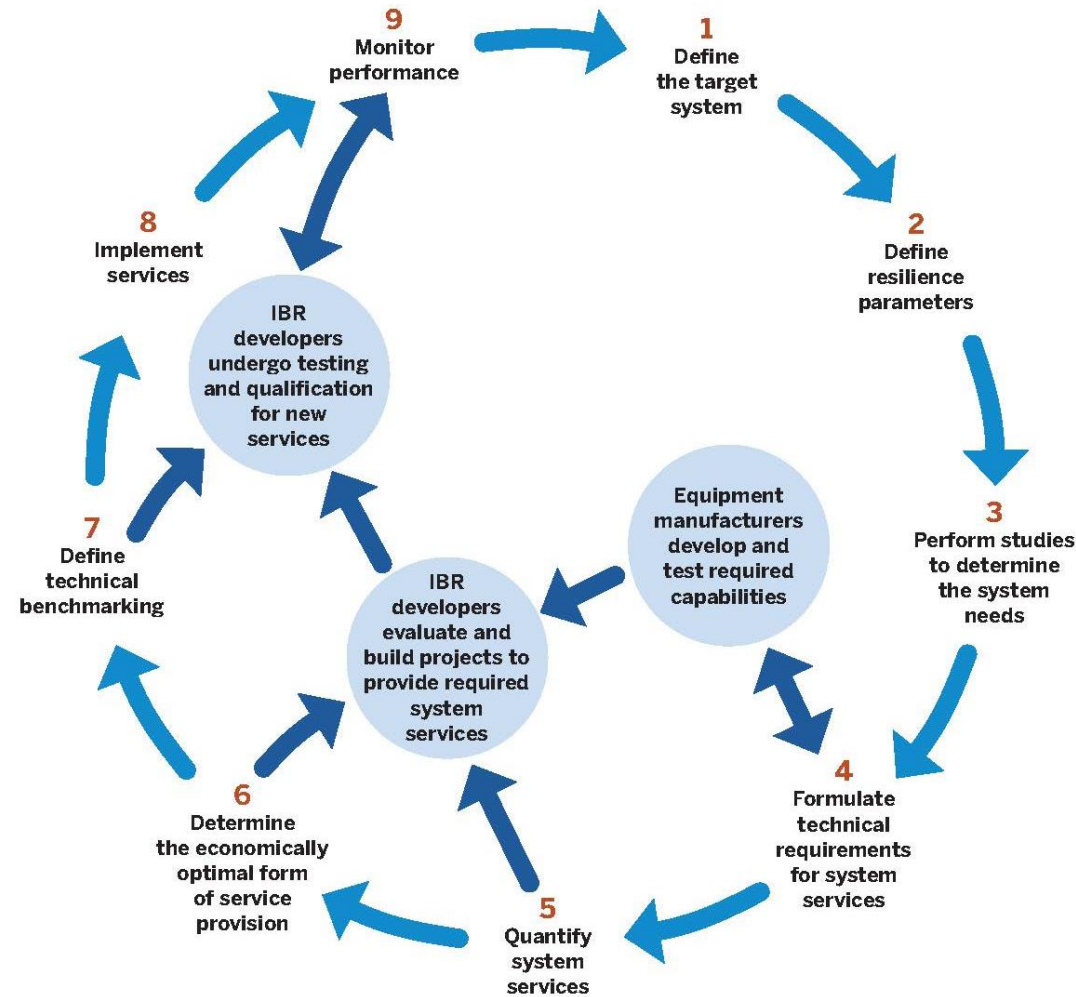 9
Monitor
performance
1
Define
the target
system
2
Define
resilience
parameters
3
Perform studies
to determine
the system
needs
4
Formulate
technical
requirements
for system
services
5
Quantify
system
services
6
Determine
the economically
optimal form
of service
provision
7
Define
technical
benchmarking
8
Implement
services
IBR
developers
undergo testing
and qualification
for new
services
Equipment
manufacturers
develop and
test required
capabilities
IBR
developers
evaluate and
build projects to
provide required
system
services